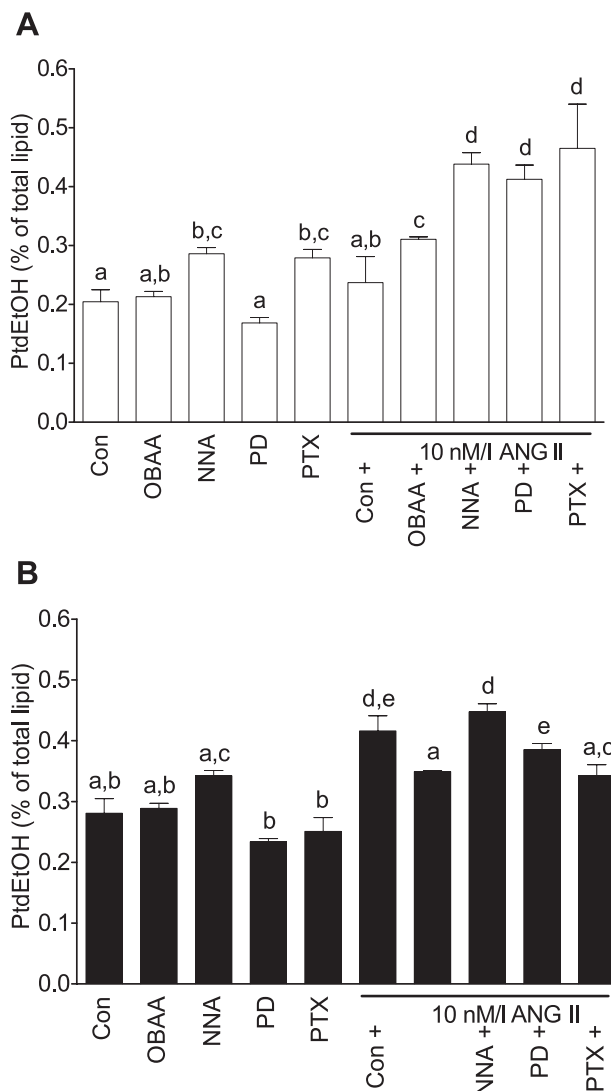 A
PtdEtOH (% of total lipid)
0.6
0.5
0.4
0.3
0.2
0.1
0.0
a
a,b
b,c
a
b,c
a,b
c
d
d
d
Con
OBAA
NNA
PD
PTX
10 nM/l ANG II
Con +
OBAA +
NNA +
PD +
PTX +
B
PtdEtOH (% of total lipid)
0.6
0.5
0.4
0.3
0.2
0.1
0.0
a,b
a,b
a,c
b
b
d,e
a
d
e
a,c
Con
OBAA
NNA
PD
PTX
10 nM/l ANG II
Con +
NNA +
PD +
PTX +